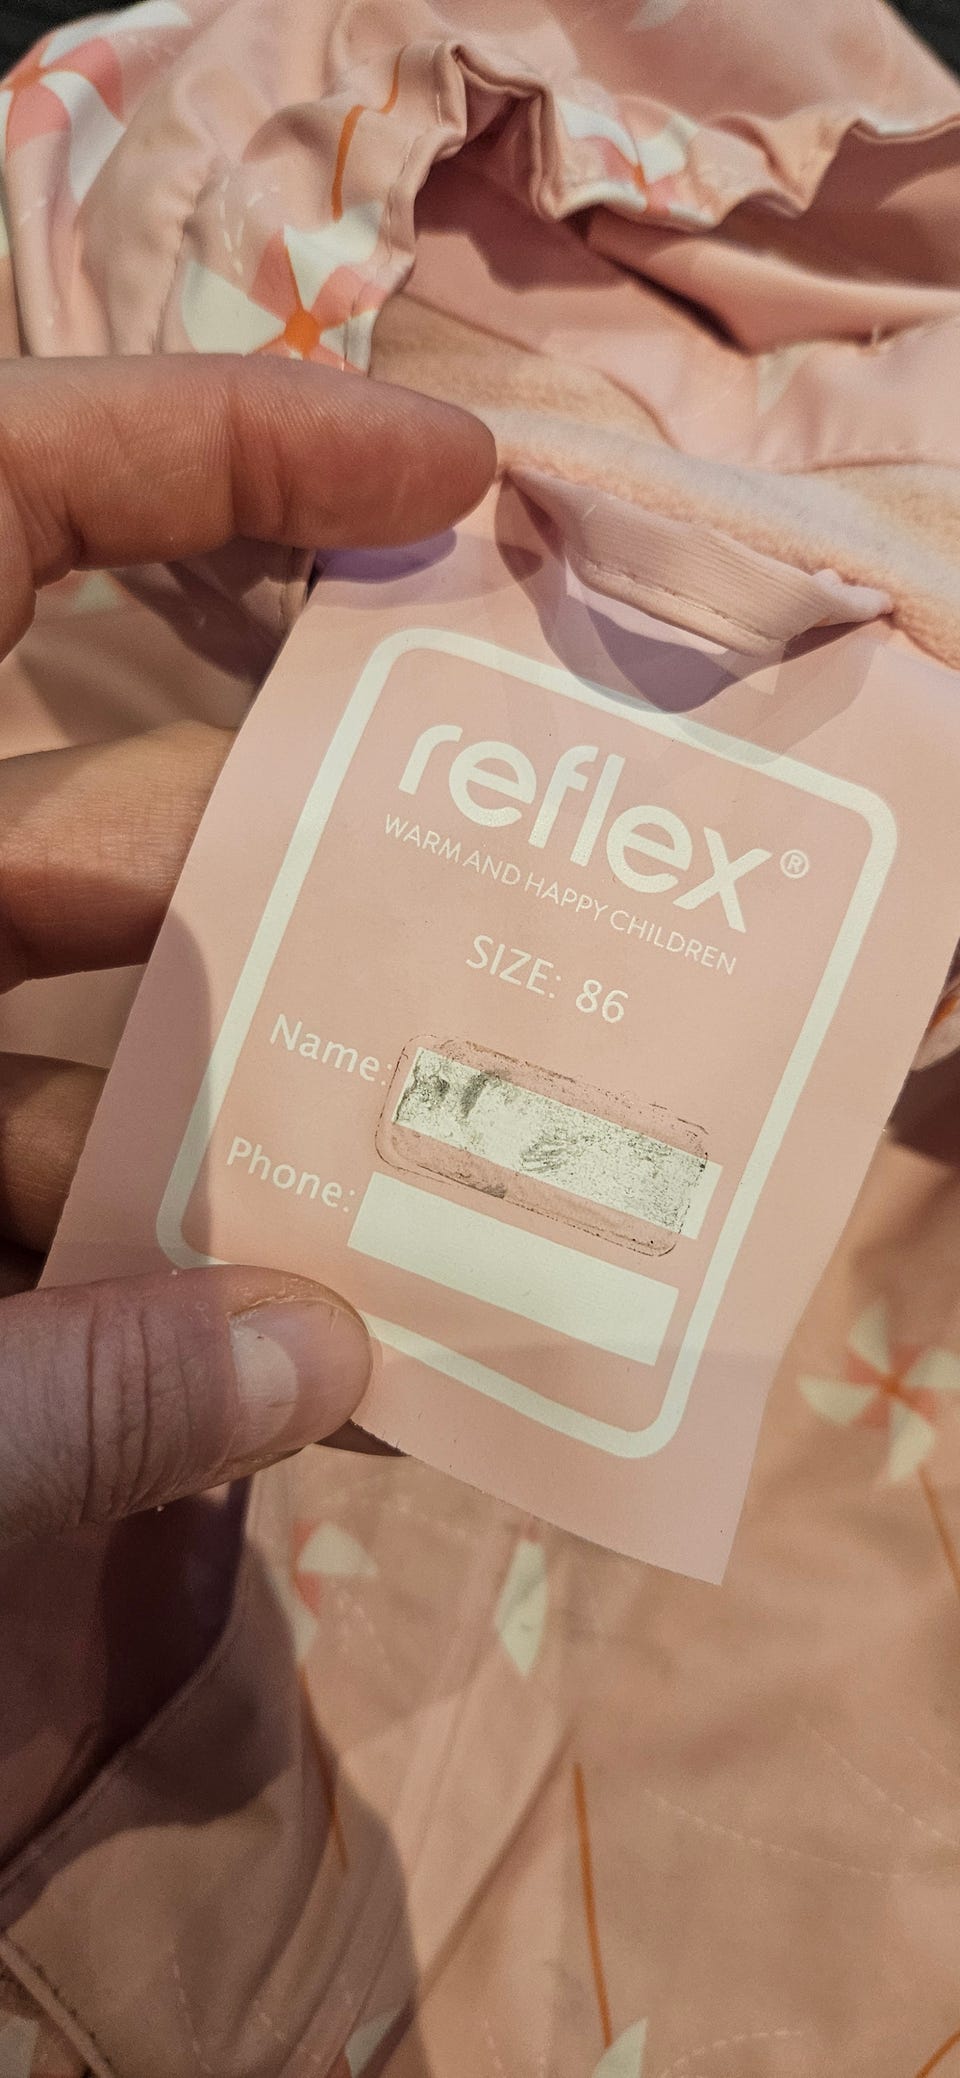 reflex®
WARM AND HAPPY CHILDREN
SIZE: 86
Name:
Phone: